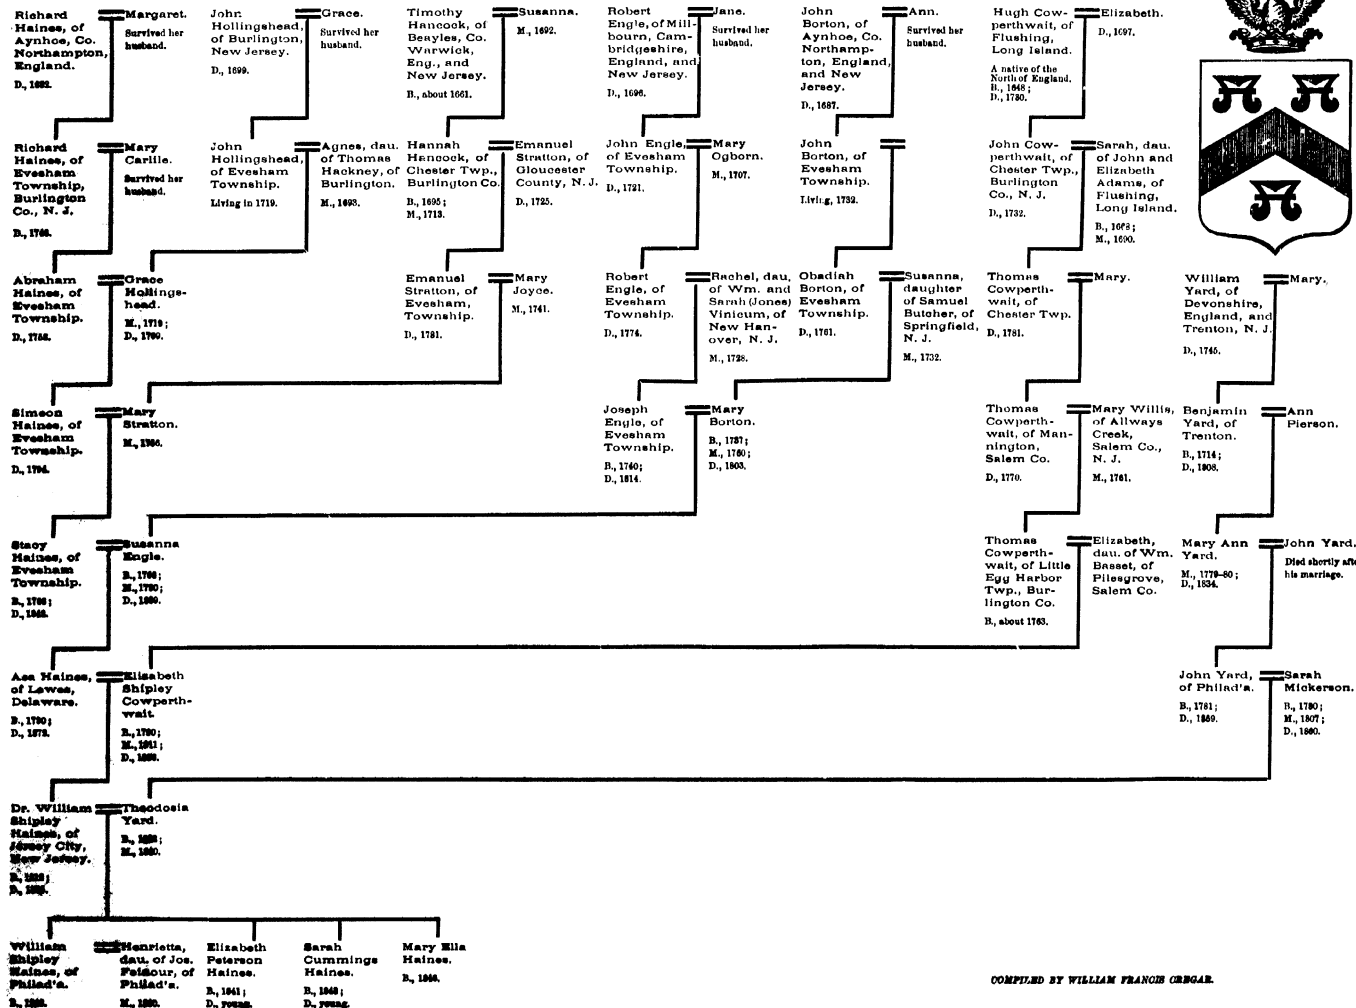 Richard
Haines, of
Aynhoe, Co.
Northampton,
England.
D., 1682.
Margaret.
Survived her
husband.
John
Hollingshead,
of Burlington,
New Jersey.
D., 1699.
Grace.
Survived her
husband.
Timothy
Hancock, of
Beayles, Co.
Warwick,
Eng., and
New Jersey.
B., about 1661.
Susanna.
M., 1692.
Robert
Engle, of Mill-
bourn, Cam-
bridgeshire,
England, and
New Jersey.
D., 1696.
Jane.
Survived her
husband.
John
Borton, of
Aynhoe, Co.
Northamp-
ton, England,
and New
Jersey.
D., 1687.
Ann.
Survived her
husband.
Hugh Cow-
perthwait, of
Flushing,
Long Island.
A native of the
North of England.
B., 1648;
D., 1730.
Elizabeth.
D., 1697.
Richard
Haines, of
Evesham
Township,
Burlington
Co., N. J.
Mary
Carlile.
Survived her
husband.
John
Hollingshead,
of Evesham
Township.
Living in 1719.
Agnes, dau.
of Thomas
Hackney, of
Burlington.
M., 1693.
Hannah
Hancock, of
Chester Twp.,
Burlington Co.
B., 1695;
M., 1713.
Emanuel
Stratton, of
Gloucester
County, N. J.
D., 1725.
John Engle,
of Evesham
Township.
D., 1721.
Mary
Ogborn.
M., 1707.
John
Borton, of
Evesham
Township.
Living, 1739.
John Cow-
perthwait, of
Chester Twp.,
Burlington
Co., N. J.
D., 1732.
Sarah, dau.
of John and
Elizabeth
Adams, of
Flushing,
Long Island.
B., 1668;
M., 1690.
Abraham
Haines, of
Evesham
Township.
D., 1758.
Grace
Hollings-
head.
M., 1719;
D., 1769.
Emanuel
Stratton, of
Evesham,
Township.
D., 1781.
Mary
Joyce.
M., 1741.
Robert
Engle, of
Evesham
Township.
D., 1774.
Rachel, dau,
of Wm. and
Sarah (Jones)
Vinicum, of
New Han-
over, N. J.
M., 1728.
Obadiah
Borton, of
Evesham
Township.
D., 1761.
Susanna,
daughter
of Samuel
Butcher, of
Springfield,
N. J.
M., 1732.
Thomas
Cowperth-
wait, of
Chester Twp.
D., 1781.
Mary.
William
Yard, of
Devonshire,
England, and
Trenton, N. J.
D., 1745.
Mary,
Simeon
Haines, of
Evesham
Township.
D., 1794.
Mary
Stratton.
Joseph
Engle, of
Evesham
Township.
B., 1740;
D., 1814.
Mary
Borton.
B., 1737;
M., 1760;
D., 1803.
Thomas
Cowperth-
wait, of Man-
nington,
Salem Co.
D., 1770.
Mary Willis,
of Allways
Creek,
Salem Co.,
N. J.
M., 1761.
Benjamin
Yard, of
Trenton.
B., 1714;
D., 1808.
Ann
Pierson.
Stacy
Haines, of
Evesham
Township.
Susanna
Engle.
Thomas
Cowperth-
wait, of Little
Egg Harbor
Twp., Bur-
lington Co.
B., about 1763.
Elizabeth,
dau. of Wm.
Basset, of
Pilesgrove,
Salem Co.
Mary Ann
Yard.
M., 1779-80;
D., 1834.
John Yard,
Died shortly afte
his marriage.
Asa Haines,
of Lewes,
Delaware.
B., 1790;
D., 1873.
Elizabeth
Shipley
Cowperth-
wait.
B., 1790;
M., 1811;
John Yard,
of Philad'a.
B., 1781;
D., 1859.
Sarah
Mickerson.
B., 1780;
M., 1807;
D., 1860.
Dr. William
Shipley
Haines, of
Jersey City,
New Jersey.
Theodosia
Yard.
William
Shipley
Haines, of
Philad'a.
Henrietta,
dau. of Jos.
of
Philad'a.
Elizabeth
Peterson
Haines.
B., 1841;
D., young.
Sarah
Cummings
Haines.
D., young.
Mary Ella
Haines.
COMPILED BY WILLIAM FRANCIS CREGAR.